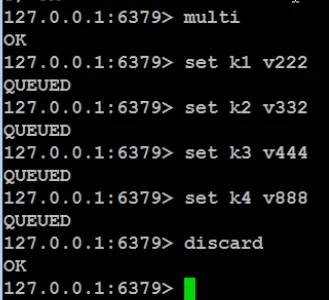 127.0.0.1:6379> multi
OK
127.0.0.1:6379> set k1 v222
QUEUED
127.0.0.1:6379> set k2 v332
QUEUED
127.0.0.1:6379> set k3 v444
QUEUED
127.0.0.1:6379> set k4 v888
QUEUED
127.0.0.1:6379> discard
OK
127.0.0.1:6379>